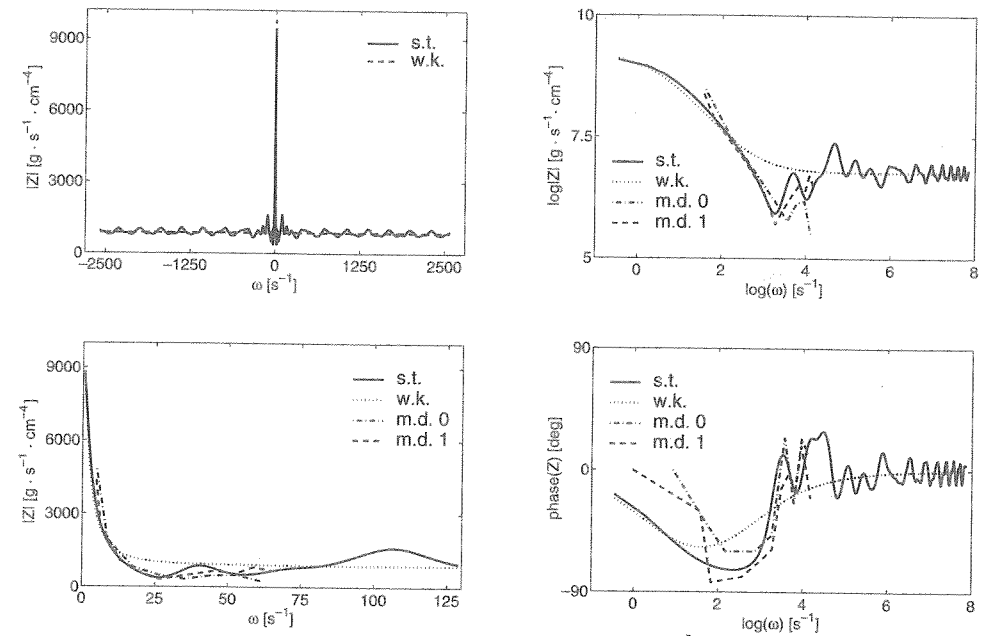 |Z| [g · s⁻¹ · cm⁻⁴]
9000
6000
3000
0
−2500
−1250
0
1250
2500
ω [s⁻¹]
s.t.
w.k.
log|Z| [g · s⁻¹ · cm⁻⁴]
10
7.5
5
0
2
4
6
8
log(ω) [s⁻¹]
s.t.
w.k.
m.d. 0
m.d. 1
|Z| [g · s⁻¹ · cm⁻⁴]
9000
6000
3000
0
0
25
50
75
100
125
ω [s⁻¹]
s.t.
w.k.
m.d. 0
m.d. 1
phase(Z) [deg]
90
0
−90
0
2
4
6
8
log(ω) [s⁻¹]
s.t.
w.k.
m.d. 0
m.d. 1